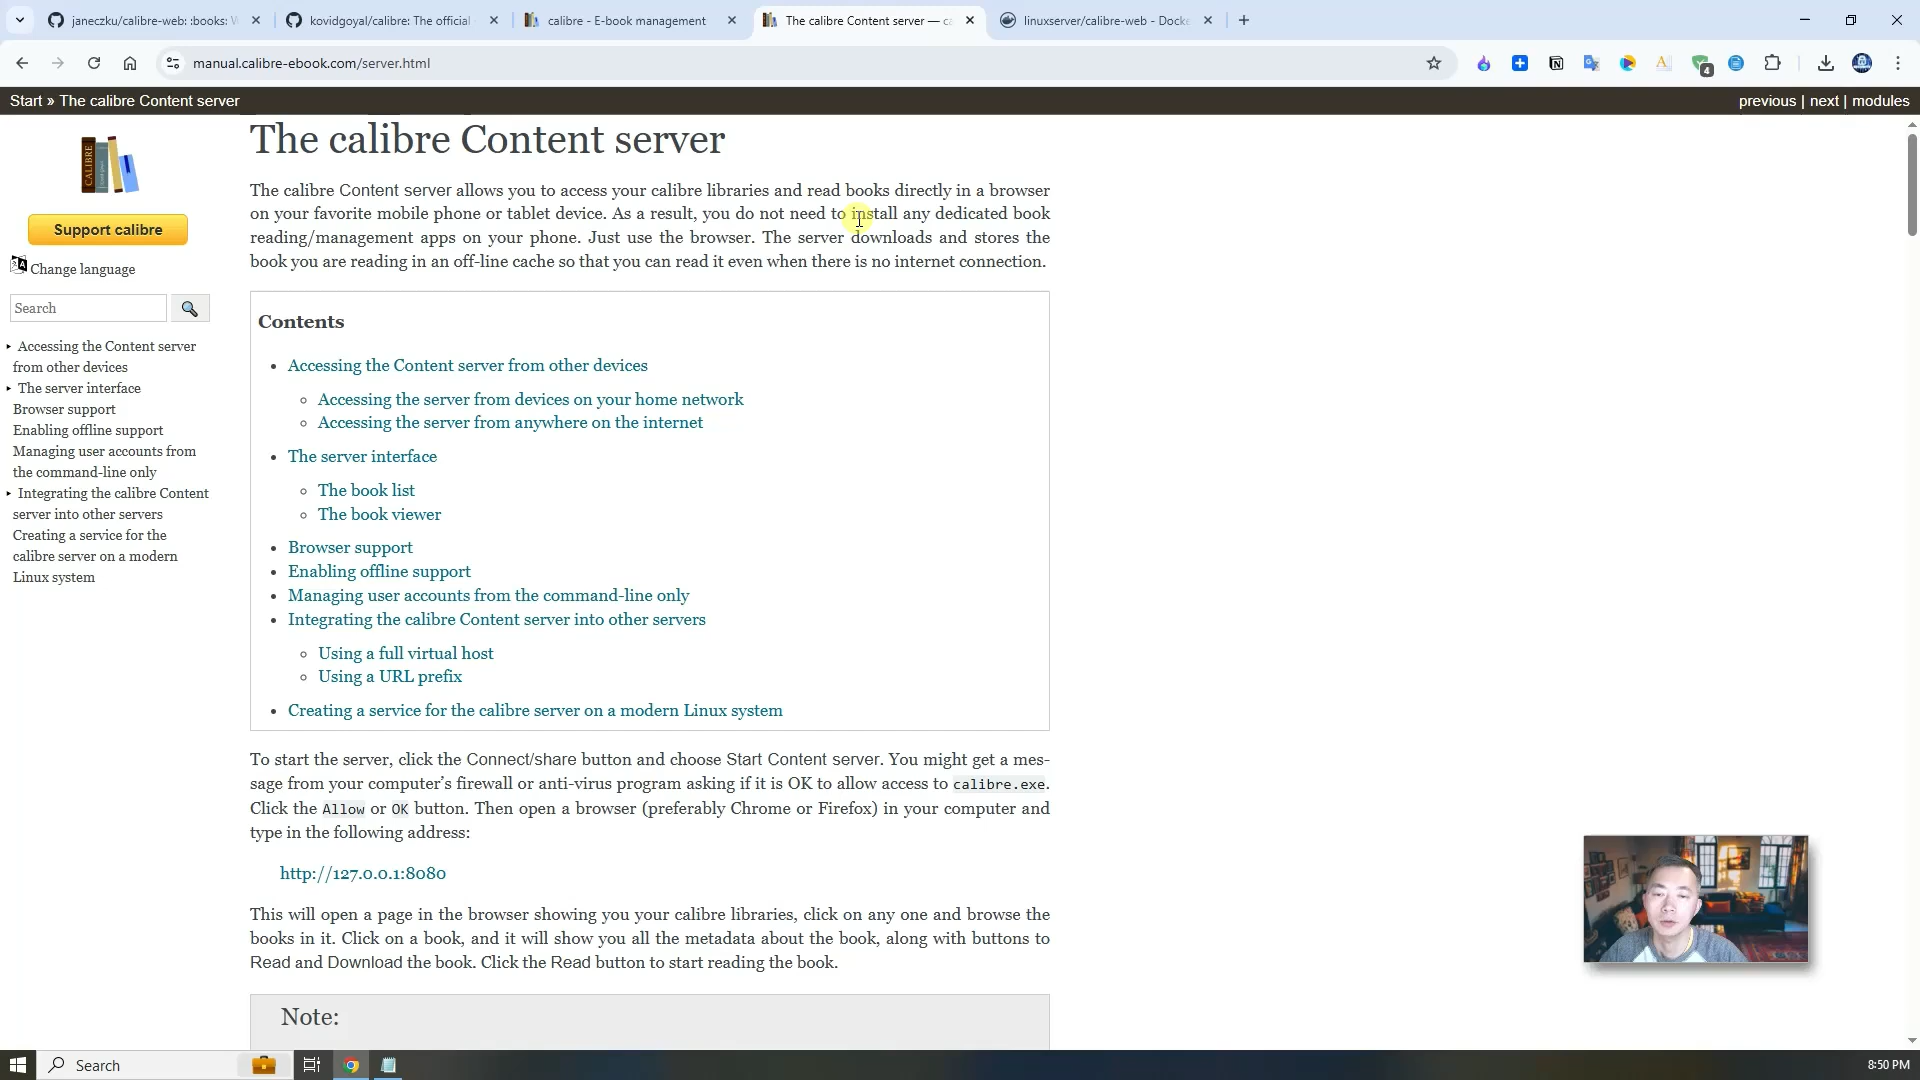 janeczku/calibre-web: :books: W
kovidgoyal/calibre: The official
calibre - E-book management
The calibre Content server — ca
linuxserver/calibre-web - Docke
manual.calibre-ebook.com/server.html
4
Start » The calibre Content server
previous | next | modules
CALIBRE
Support calibre
Change language
Search
Accessing the Content server
from other devices
The server interface
Browser support
Enabling offline support
Managing user accounts from
the command-line only
Integrating the calibre Content
server into other servers
Creating a service for the
calibre server on a modern
Linux system
The calibre Content server
The calibre Content server allows you to access your calibre libraries and read books directly in a browser
on your favorite mobile phone or tablet device. As a result, you do not need to install any dedicated book
reading/management apps on your phone. Just use the browser. The server downloads and stores the
book you are reading in an off-line cache so that you can read it even when there is no internet connection.
Contents
Accessing the Content server from other devices
Accessing the server from devices on your home network
Accessing the server from anywhere on the internet
The server interface
The book list
The book viewer
Browser support
Enabling offline support
Managing user accounts from the command-line only
Integrating the calibre Content server into other servers
Using a full virtual host
Using a URL prefix
Creating a service for the calibre server on a modern Linux system
To start the server, click the Connect/share button and choose Start Content server. You might get a mes-
sage from your computer’s firewall or anti-virus program asking if it is OK to allow access to calibre.exe.
Click the Allow or OK button. Then open a browser (preferably Chrome or Firefox) in your computer and
type in the following address:
http://127.0.0.1:8080
This will open a page in the browser showing you your calibre libraries, click on any one and browse the
books in it. Click on a book, and it will show you all the metadata about the book, along with buttons to
Read and Download the book. Click the Read button to start reading the book.
Note:
Search
8:50 PM